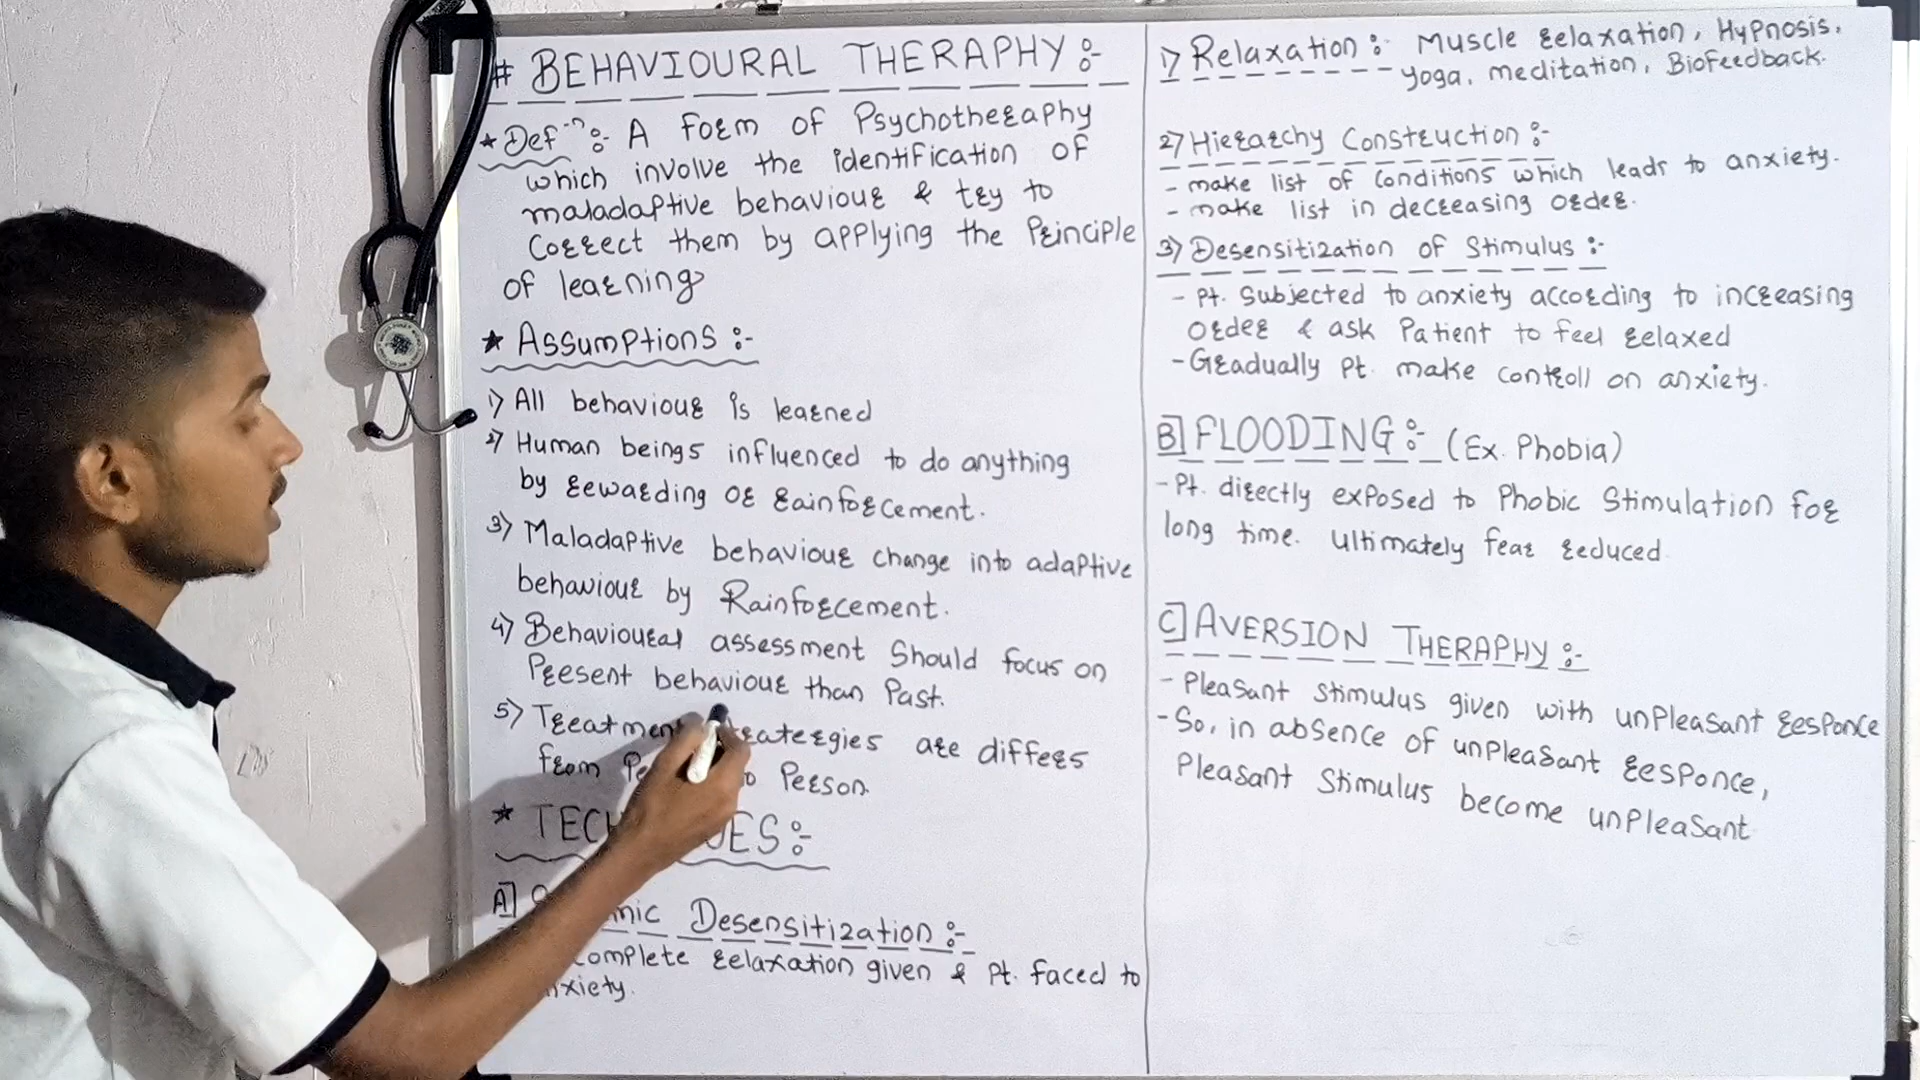 # BEHAVIOURAL THERAPHY :-
* Defⁿ :- A form of Psychotheraphy
which involve the identification of
maladaptive behaviour & try to
correct them by applying the Principle
of learning
* Assumptions :-
1) All behaviour is learned
2) Human beings influenced to do anything
by rewarding or rainforcement.
3) Maladaptive behaviour change into adaptive
behaviour by Rainforcement.
4) Behavioural assessment should focus on
Present behaviour than Past.
5) Treatment are differs
from Person.
* :-
A] Desensitization :-
complete relaxation given & Pt. faced to
1) Relaxation :- Muscle relaxation, Hypnosis,
yoga, meditation, Biofeedback.
2) Hierarchy Construction :-
- make list of conditions which leads to anxiety.
- make list in decreasing order.
3) Desensitization of Stimulus :-
- Pt. subjected to anxiety according to increasing
order & ask Patient to feel relaxed
- Gradually Pt. make controll on anxiety.
B] FLOODING :- (Ex. Phobia)
- Pt. directly exposed to Phobic Stimulation for
long time. Ultimately fear reduced
C] AVERSION THERAPHY :-
- Pleasant stimulus given with unpleasant responce
- So, in absence of unpleasant responce,
Pleasant Stimulus become unpleasant